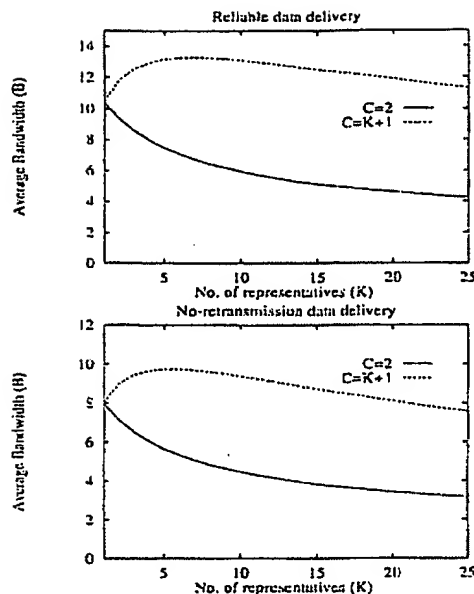 Reliable data delivery
14
12
10
8
6
4
2
0
Average Bandwidth (B)
C=2
C=K+1
5 10 15 20 25
No. of representatives (K)
No-retransmission data delivery
12
10
8
6
4
2
0
Average Bandwidth (B)
C=2
C=K+1
5 10 15 20 25
No. of representatives (K)